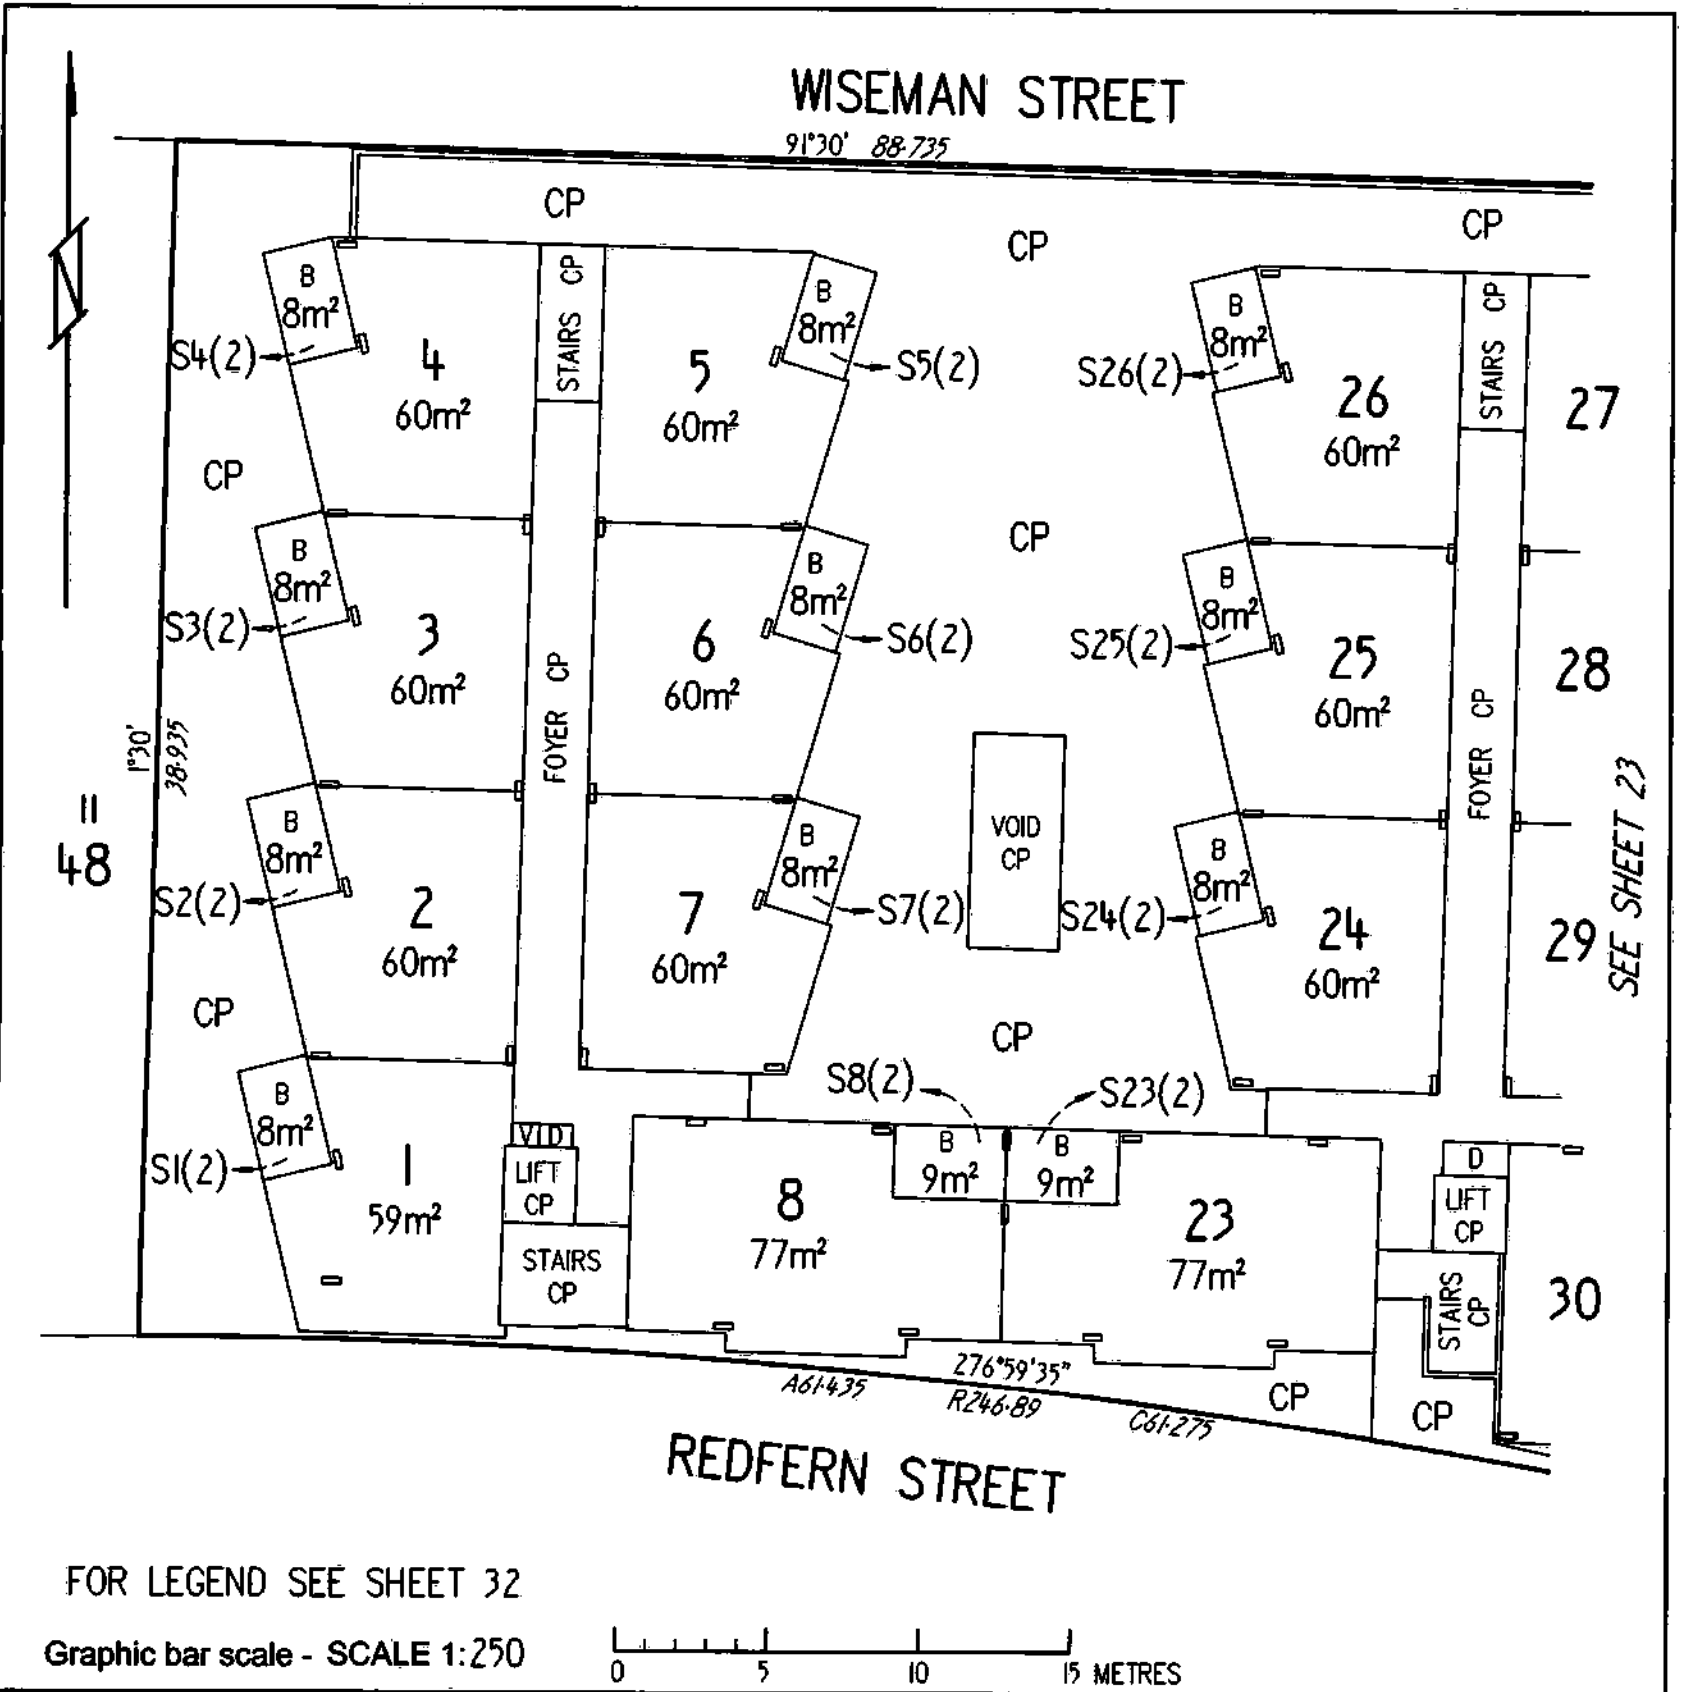 WISEMAN STREET
91°30' 88·735
CP
CP
CP
B
8m²
S4(2)
4
60m²
STAIRS CP
5
60m²
B
8m²
S5(2)
B
8m²
S26(2)
26
60m²
STAIRS CP
27
CP
CP
B
8m²
S3(2)
3
60m²
FOYER CP
6
60m²
B
8m²
S6(2)
B
8m²
S25(2)
25
60m²
FOYER CP
28
1°30'
38·935
11
48
B
8m²
S2(2)
2
60m²
7
60m²
B
8m²
S7(2)
VOID
CP
B
8m²
S24(2)
24
60m²
29
SEE SHEET 23
CP
CP
B
8m²
S1(2)
1
59m²
V D
LIFT
CP
STAIRS
CP
S8(2)
S23(2)
8
77m²
B
9m²
B
9m²
23
77m²
D
LIFT
CP
STAIRS
CP
30
276°59'35"
A61·435
R246·89
C61·275
CP
CP
REDFERN STREET
FOR LEGEND SEE SHEET 32
Graphic bar scale - SCALE 1:250
0 5 10 15 METRES